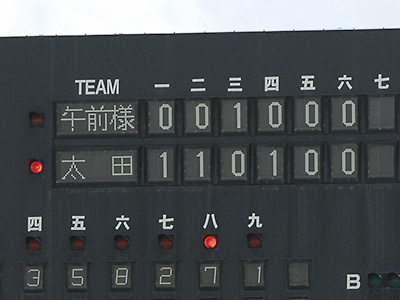 TEAM 一 二 三 四 五 六 七
午前様 0 0 1 0 0 0
太田 1 1 0 1 0 0
四 五 六 七 八 九
3 5 8 2 7 1
B